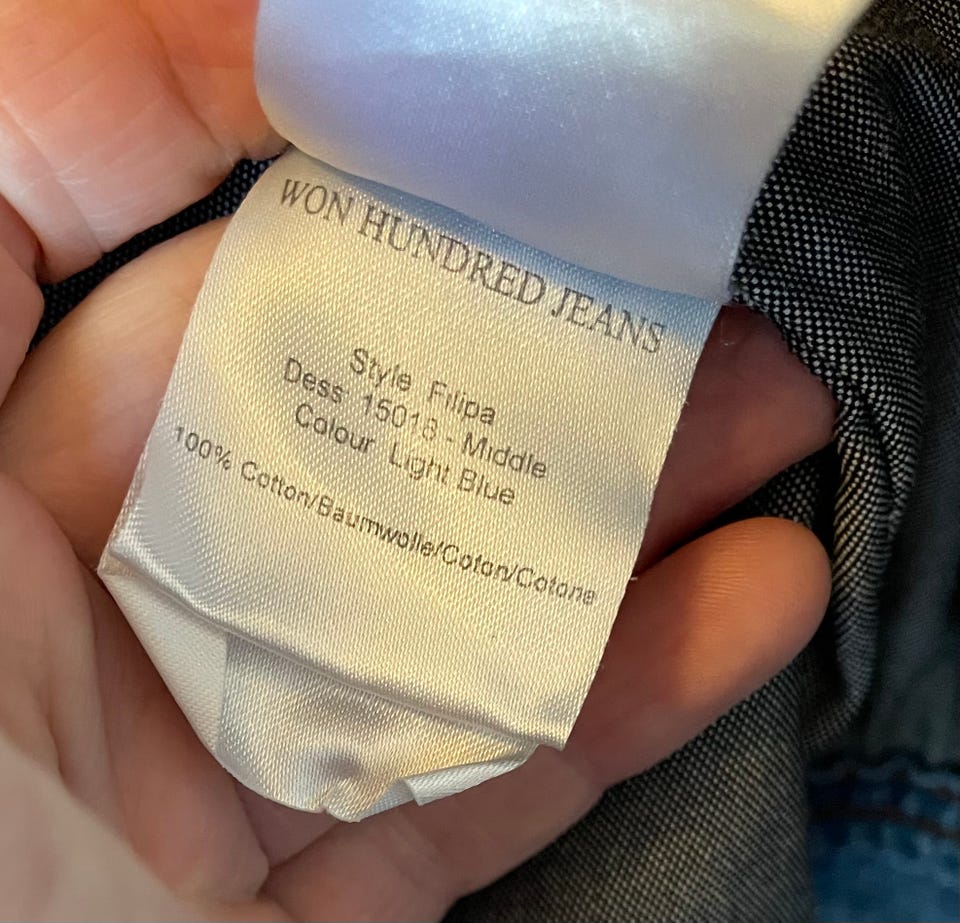 WON HUNDRED JEANS
Style Filipa
Dess 15018 - Middle
Colour Light Blue
100% Cotton/Baumwolle/Coton/Cotone